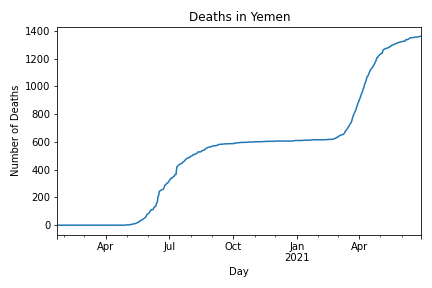 Deaths in Yemen
1400
1200
1000
800
600
400
200
0
Number of Deaths
Apr
Jul
Oct
Jan
2021
Apr
Day